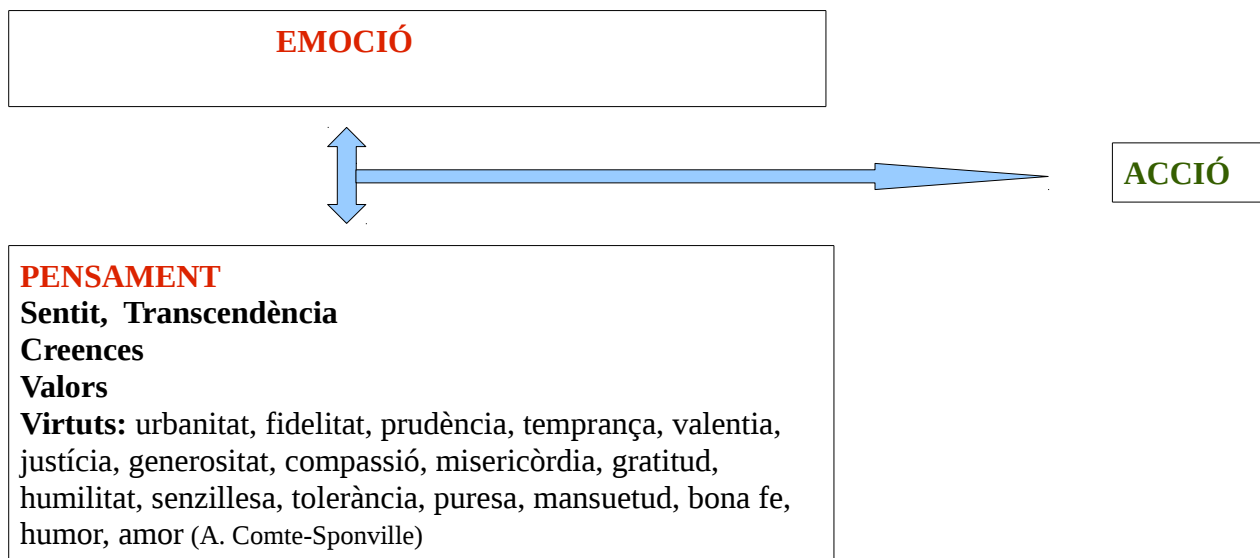 EMOCIÓ
ACCIÓ
PENSAMENT
Sentit, Transcendència
Creences
Valors
Virtuts: urbanitat, fidelitat, prudència, temprança, valentia,
justícia, generositat, compassió, misericòrdia, gratitud,
humilitat, senzillesa, tolerància, puresa, mansuetud, bona fe,
humor, amor (A. Comte-Sponville)